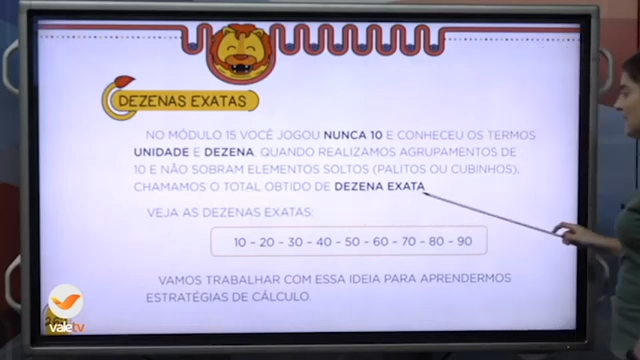 DEZENAS EXATAS
NO MÓDULO 15 VOCÊ JOGOU NUNCA 10 E CONHECEU OS TERMOS
UNIDADE E DEZENA. QUANDO REALIZAMOS AGRUPAMENTOS DE
10 E NÃO SOBRAM ELEMENTOS SOLTOS (PALITOS OU CUBINHOS),
CHAMAMOS O TOTAL OBTIDO DE DEZENA EXATA
VEJA AS DEZENAS EXATAS:
10 - 20 - 30 - 40 - 50 - 60 - 70 - 80 - 90
VAMOS TRABALHAR COM ESSA IDEIA PARA APRENDERMOS
ESTRATÉGIAS DE CÁLCULO.
valetv